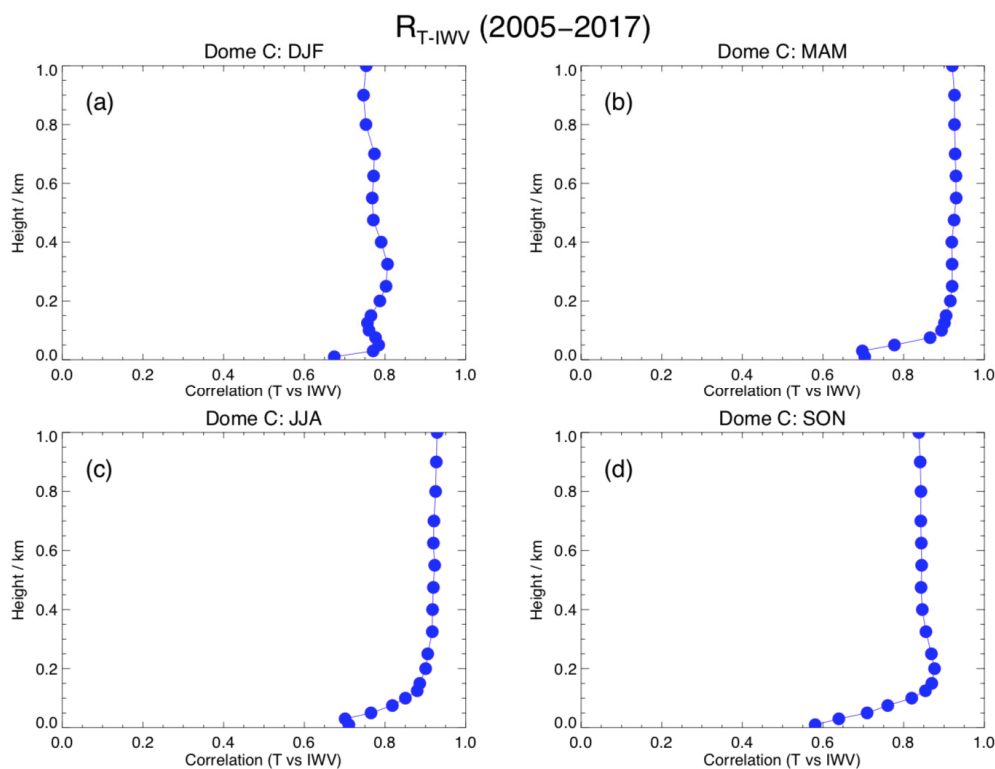 R_T-IWV (2005−2017)
Dome C: DJF
(a)
1.0
0.8
0.6
0.4
0.2
0.0
Height / km
0.0 0.2 0.4 0.6 0.8 1.0
Correlation (T vs IWV)
Dome C: MAM
(b)
1.0
0.8
0.6
0.4
0.2
0.0
Height / km
0.0 0.2 0.4 0.6 0.8 1.0
Correlation (T vs IWV)
Dome C: JJA
(c)
1.0
0.8
0.6
0.4
0.2
0.0
Height / km
0.0 0.2 0.4 0.6 0.8 1.0
Correlation (T vs IWV)
Dome C: SON
(d)
1.0
0.8
0.6
0.4
0.2
0.0
Height / km
0.0 0.2 0.4 0.6 0.8 1.0
Correlation (T vs IWV)